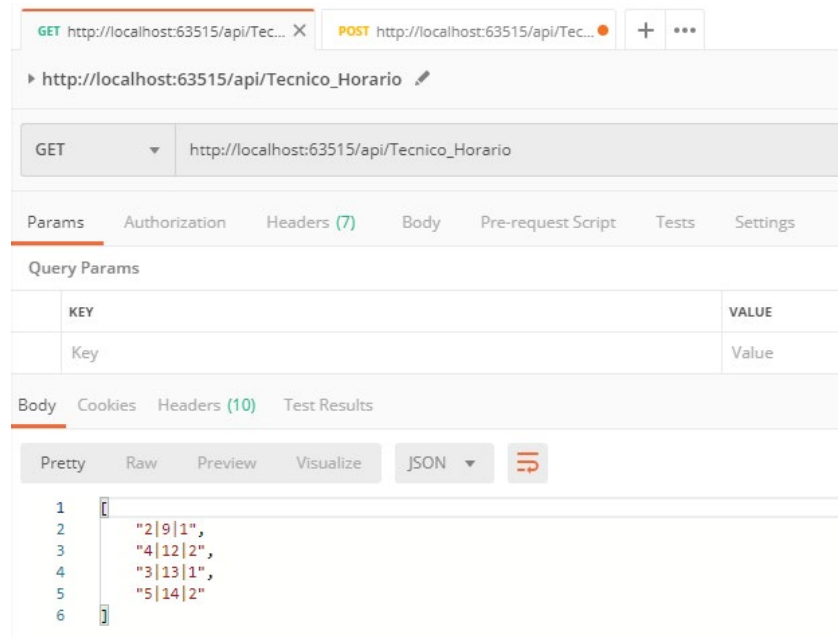 GET http://localhost:63515/api/Tec... X POST http://localhost:63515/api/Tec... + •••
http://localhost:63515/api/Tecnico_Horario
GET http://localhost:63515/api/Tecnico_Horario
Params Authorization Headers (7) Body Pre-request Script Tests Settings
Query Params
KEY VALUE
Key Value
Body Cookies Headers (10) Test Results
Pretty Raw Preview Visualize JSON
1 [
2 "2|9|1",
3 "4|12|2",
4 "3|13|1",
5 "5|14|2"
6 ]